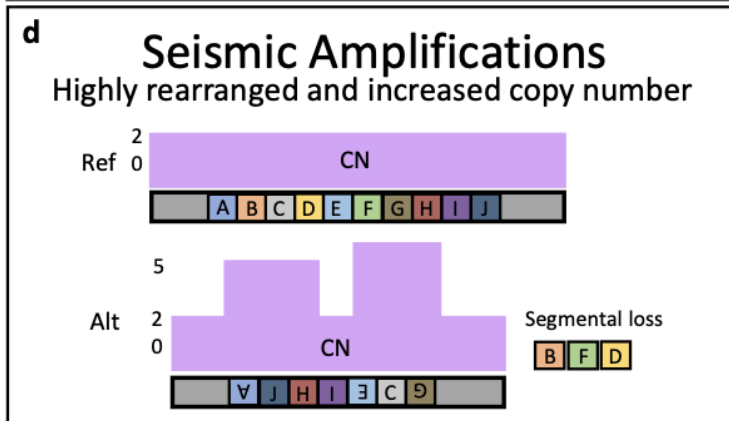 d
Seismic Amplifications
Highly rearranged and increased copy number
2
Ref 0 CN
A B C D E F G H I J
5
Alt 2
0 CN
Segmental loss
B F D
A J H I E C G